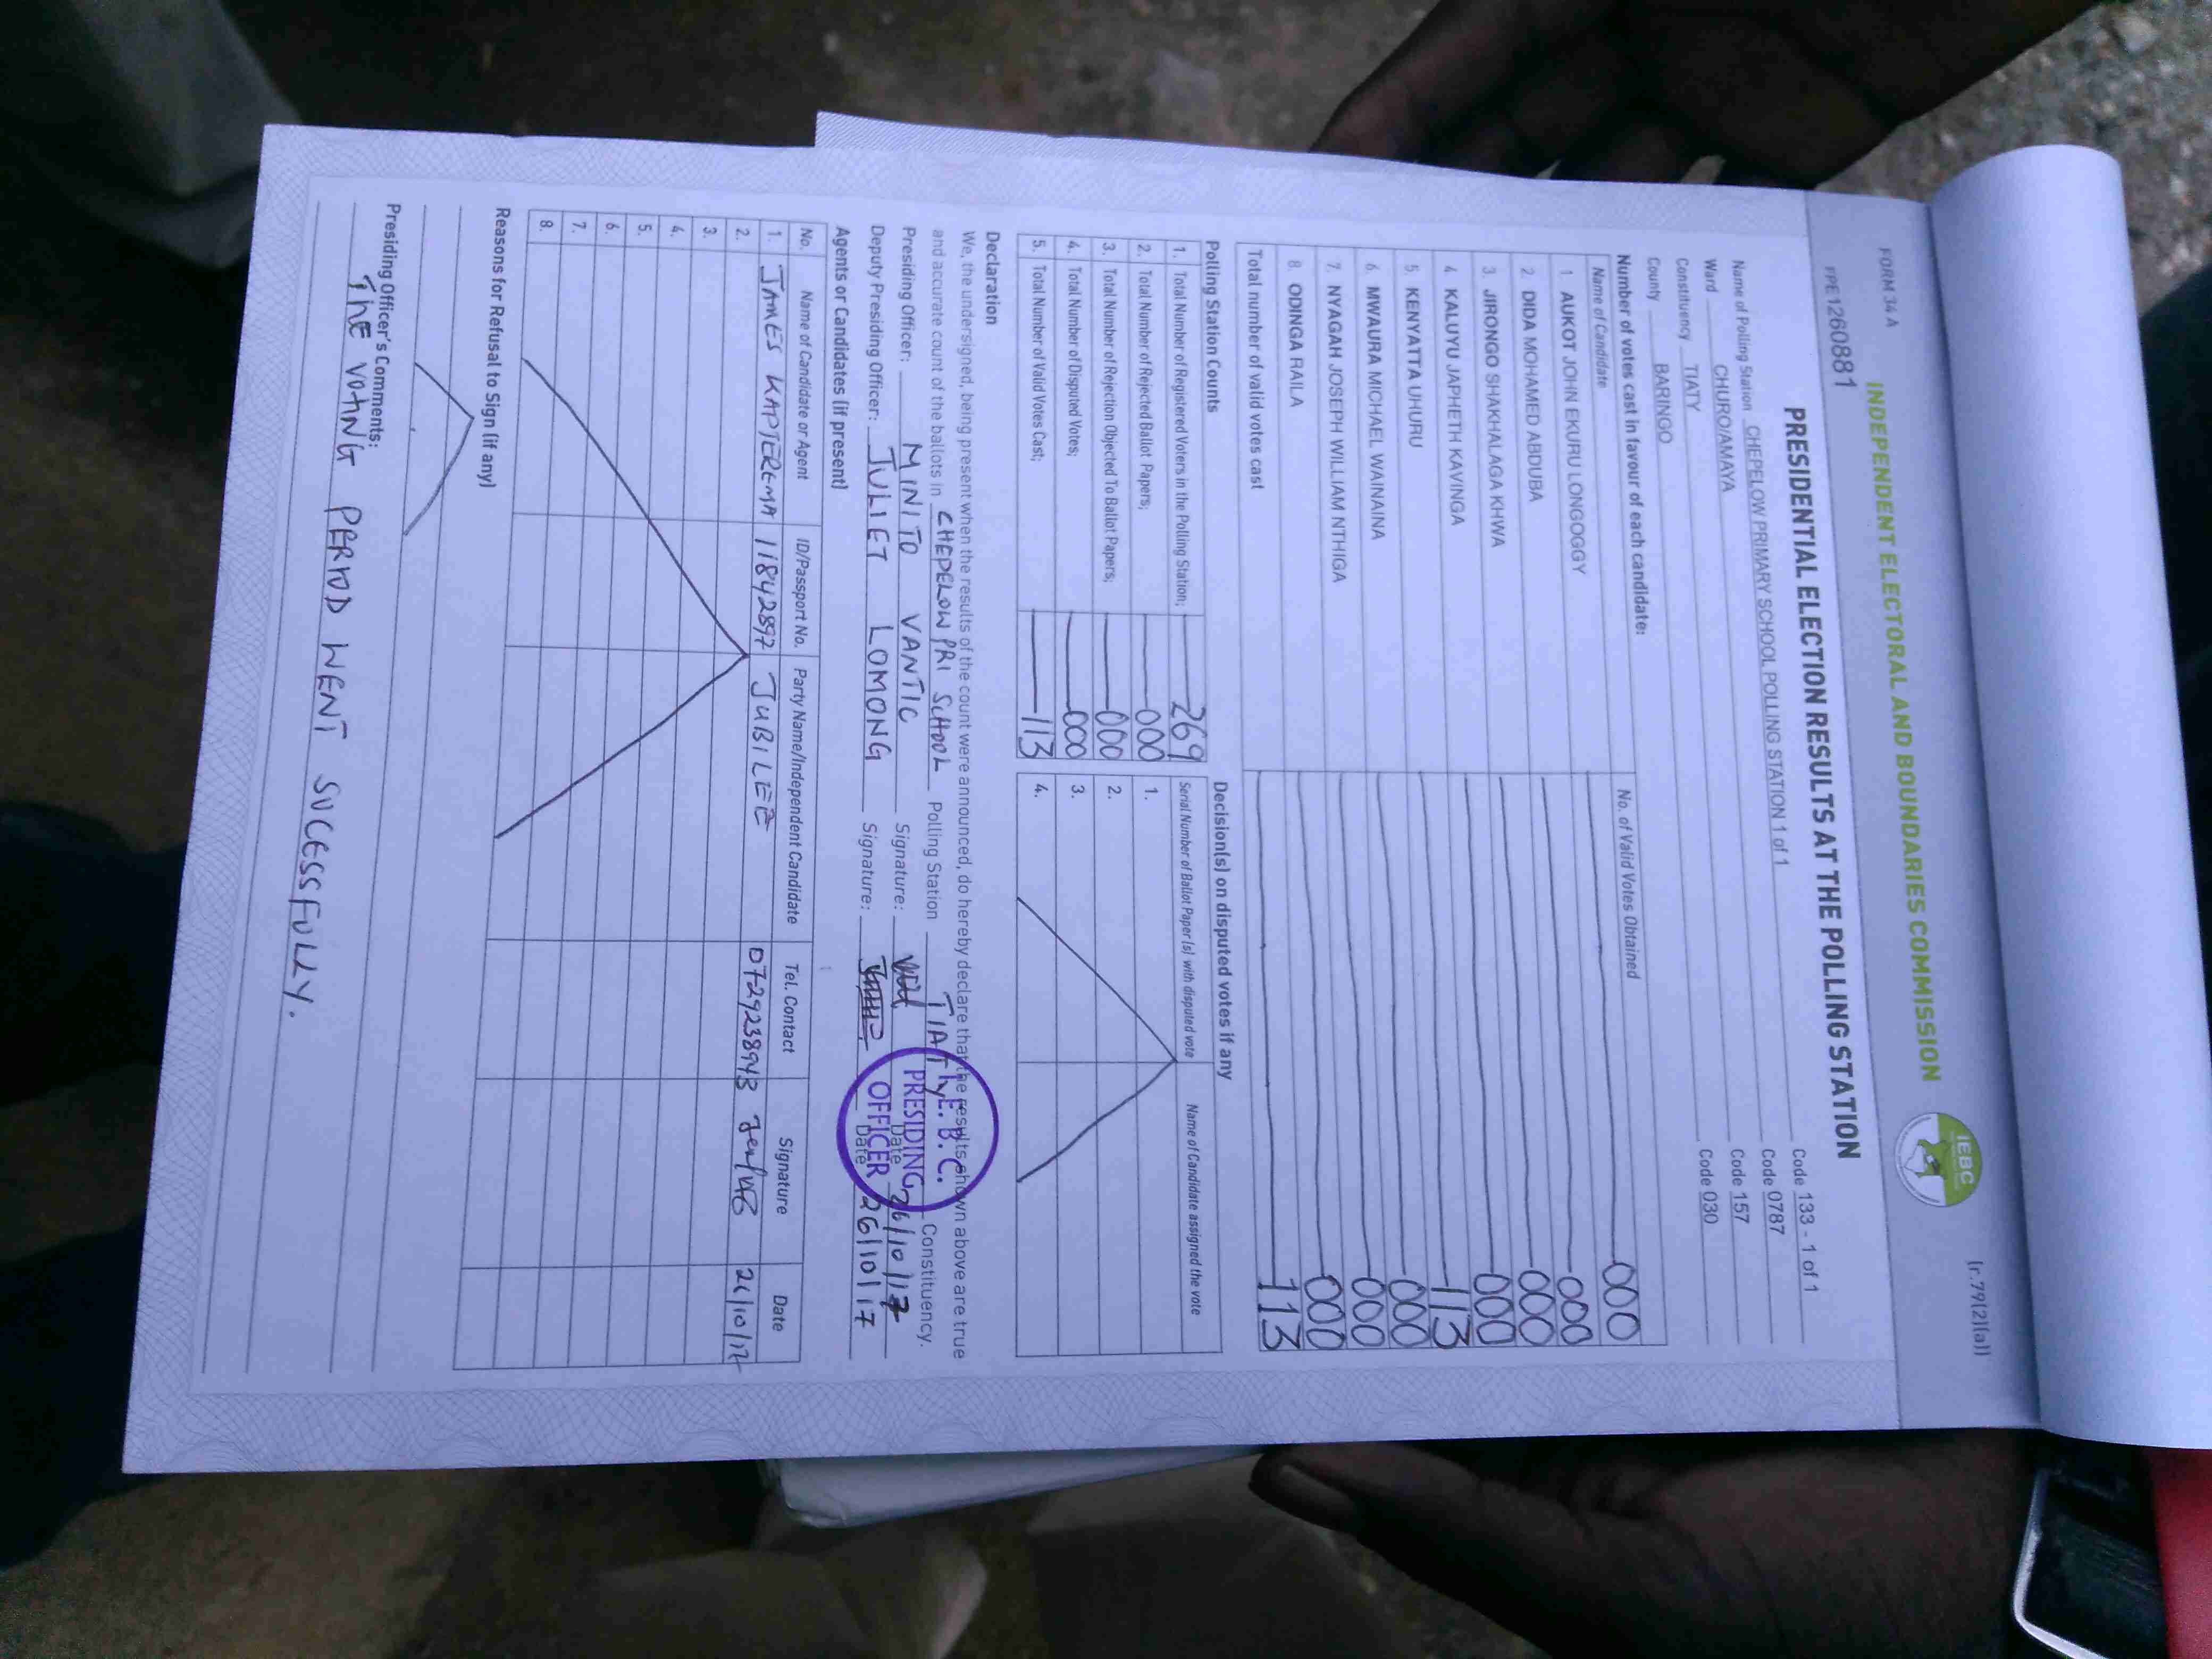 FORM 34 A
(r.79(2)(a))
INDEPENDENT ELECTORAL AND BOUNDARIES COMMISSION
IEBC
PPE1260881
PRESIDENTIAL ELECTION RESULTS AT THE POLLING STATION
Name of Polling Station CHEPELOW PRIMARY SCHOOL POLLING STATION 1 of 1 Code 133 - 1 of 1
Ward CHURO/AMAYA Code 0787
Constituency TIATY Code 157
County BARINGO Code 030
Number of votes cast in favour of each candidate:
Name of Candidate No. of Valid Votes Obtained
1 AUKOT JOHN EKURU LONGOGGY 000
2. DIDA MOHAMED ABDUBA 000
3. JIRONGO SHAKHALAGA KHWA 000
4. KALUYU JAPHETH KAVINGA 000
5. KENYATTA UHURU 113
6 MWAURA MICHAEL WAINAINA 000
7. NYAGAH JOSEPH WILLIAM NTHIGA 000
8. ODINGA RAILA 000
Total number of valid votes cast 113
Polling Station Counts
1. Total Number of Registered Voters in the Polling Station; 269
2. Total Number of Rejected Ballot Papers; 000
3. Total Number of Rejection Objected To Ballot Papers; 000
4. Total Number of Disputed Votes; 000
5. Total Number of Valid Votes Cast; 113
Decision(s) on disputed votes if any
Serial Number of Ballot Paper (s) with disputed vote Name of Candidate assigned the vote
1.
2.
3.
4.
Declaration
We, the undersigned, being present when the results of the count were announced, do hereby declare that the results shown above are true
and accurate count of the ballots in CHEPELOW PRI SCHOOL Polling Station TIATY Constituency.
Presiding Officer: MINITO VANTIC Signature: Date 26/10/17
Deputy Presiding Officer: JULIET LOMONG Signature: Date 26/10/17
I.E.B.C.
PRESIDING
OFFICER
Agents or Candidates (if present)
No. Name of Candidate or Agent ID/Passport No. Party Name/Independent Candidate Tel. Contact Signature Date
1. JAMES KAPTEREMA 11842897 JUBILEE 0729238943 26/10/17
2.
3.
4.
5.
6.
7.
8.
Reasons for Refusal to Sign (if any)
Presiding Officer's Comments:
The VOTING PERIOD WENT SUCCESSFULLY.